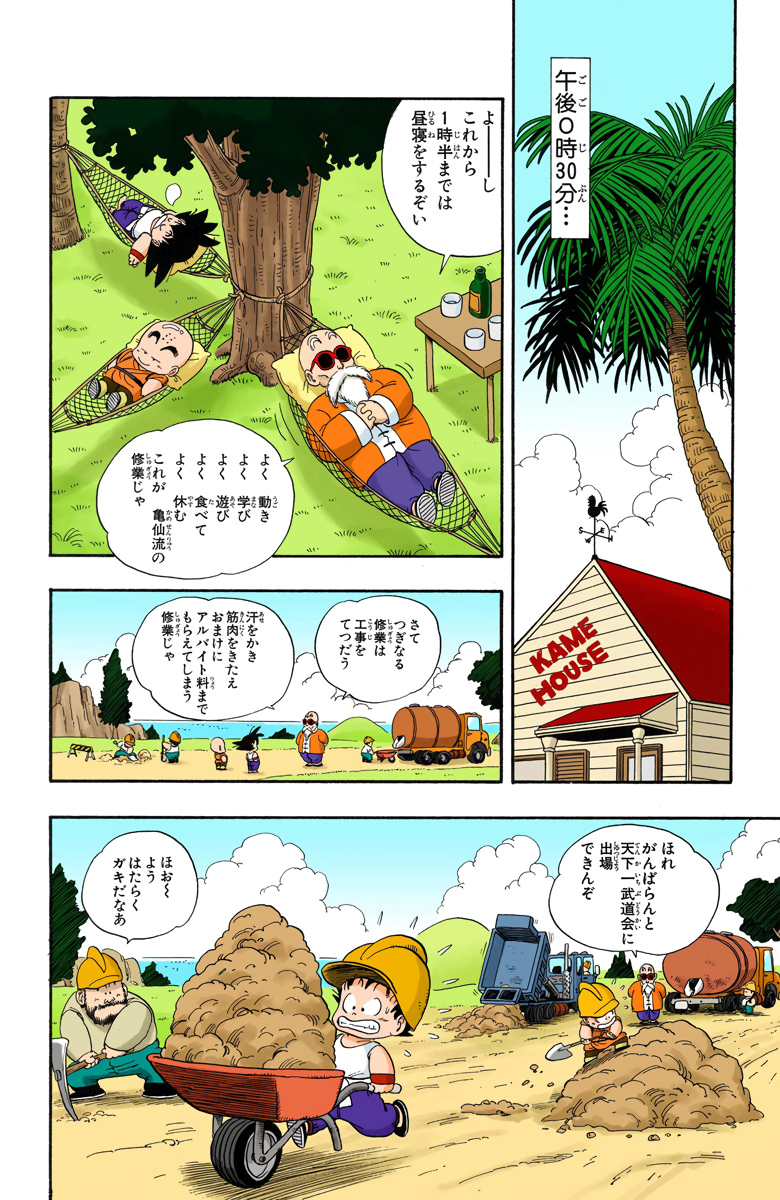 午後0時30分…
KAME
HOUSE
よーーし
これから
1時半までは
昼寝をするぞい
よく動き
よく学び
よく遊び
よく食べて
よく休む
これが亀仙流の
修業じゃ
さて
つぎなる
修業は
工事を
てつだう
汗をかき
筋肉をきたえ
おまけに
アルバイト料まで
もらえてしまう
修業じゃ
ほれ
がんばらんと
天下一武道会に
出場
できんぞ
ほお〜
よう
はたらく
ガキだなあ